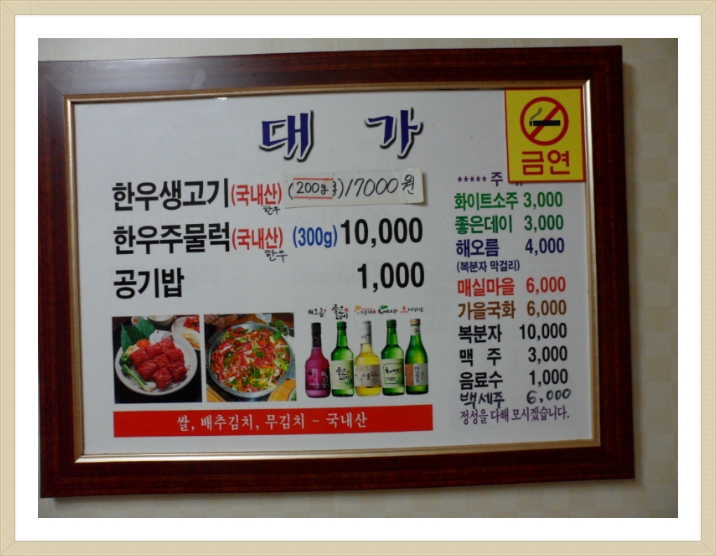 대 가
금연
한우생고기(국내산) (200g)17000원
한우
한우주물럭(국내산) (300g) 10,000
한우
공기밥 1,000
쌀, 배추김치, 무김치 - 국내산
***** 주
화이트소주 3,000
좋은데이 3,000
해오름 4,000
(복분자 막걸리)
매실마을 6,000
가을국화 6,000
복분자 10,000
맥 주 3,000
음료수 1,000
백세주 6,000
정성을 다해 모시겠습니다.